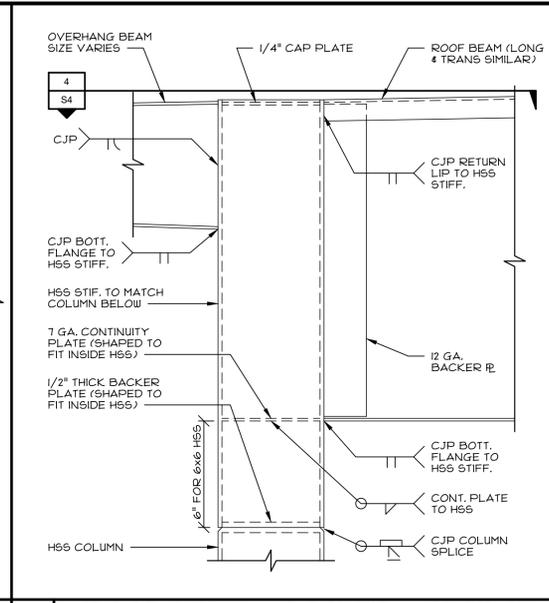 OVERHANG BEAM
SIZE VARIES
1/4" CAP PLATE
ROOF BEAM (LONG
& TRANS SIMILAR)
4
S4
CJP
CJP RETURN
LIP TO HSS
STIFF.
CJP BOTT.
FLANGE TO
HSS STIFF.
HSS STIF. TO MATCH
COLUMN BELOW
7 GA. CONTINUITY
PLATE (SHAPED TO
FIT INSIDE HSS)
12 GA.
BACKER ⅊
1/2" THICK BACKER
PLATE (SHAPED TO
FIT INSIDE HSS)
6" FOR 6x6 HSS
CJP BOTT.
FLANGE TO
HSS STIFF.
CONT. PLATE
TO HSS
HSS COLUMN
CJP COLUMN
SPLICE